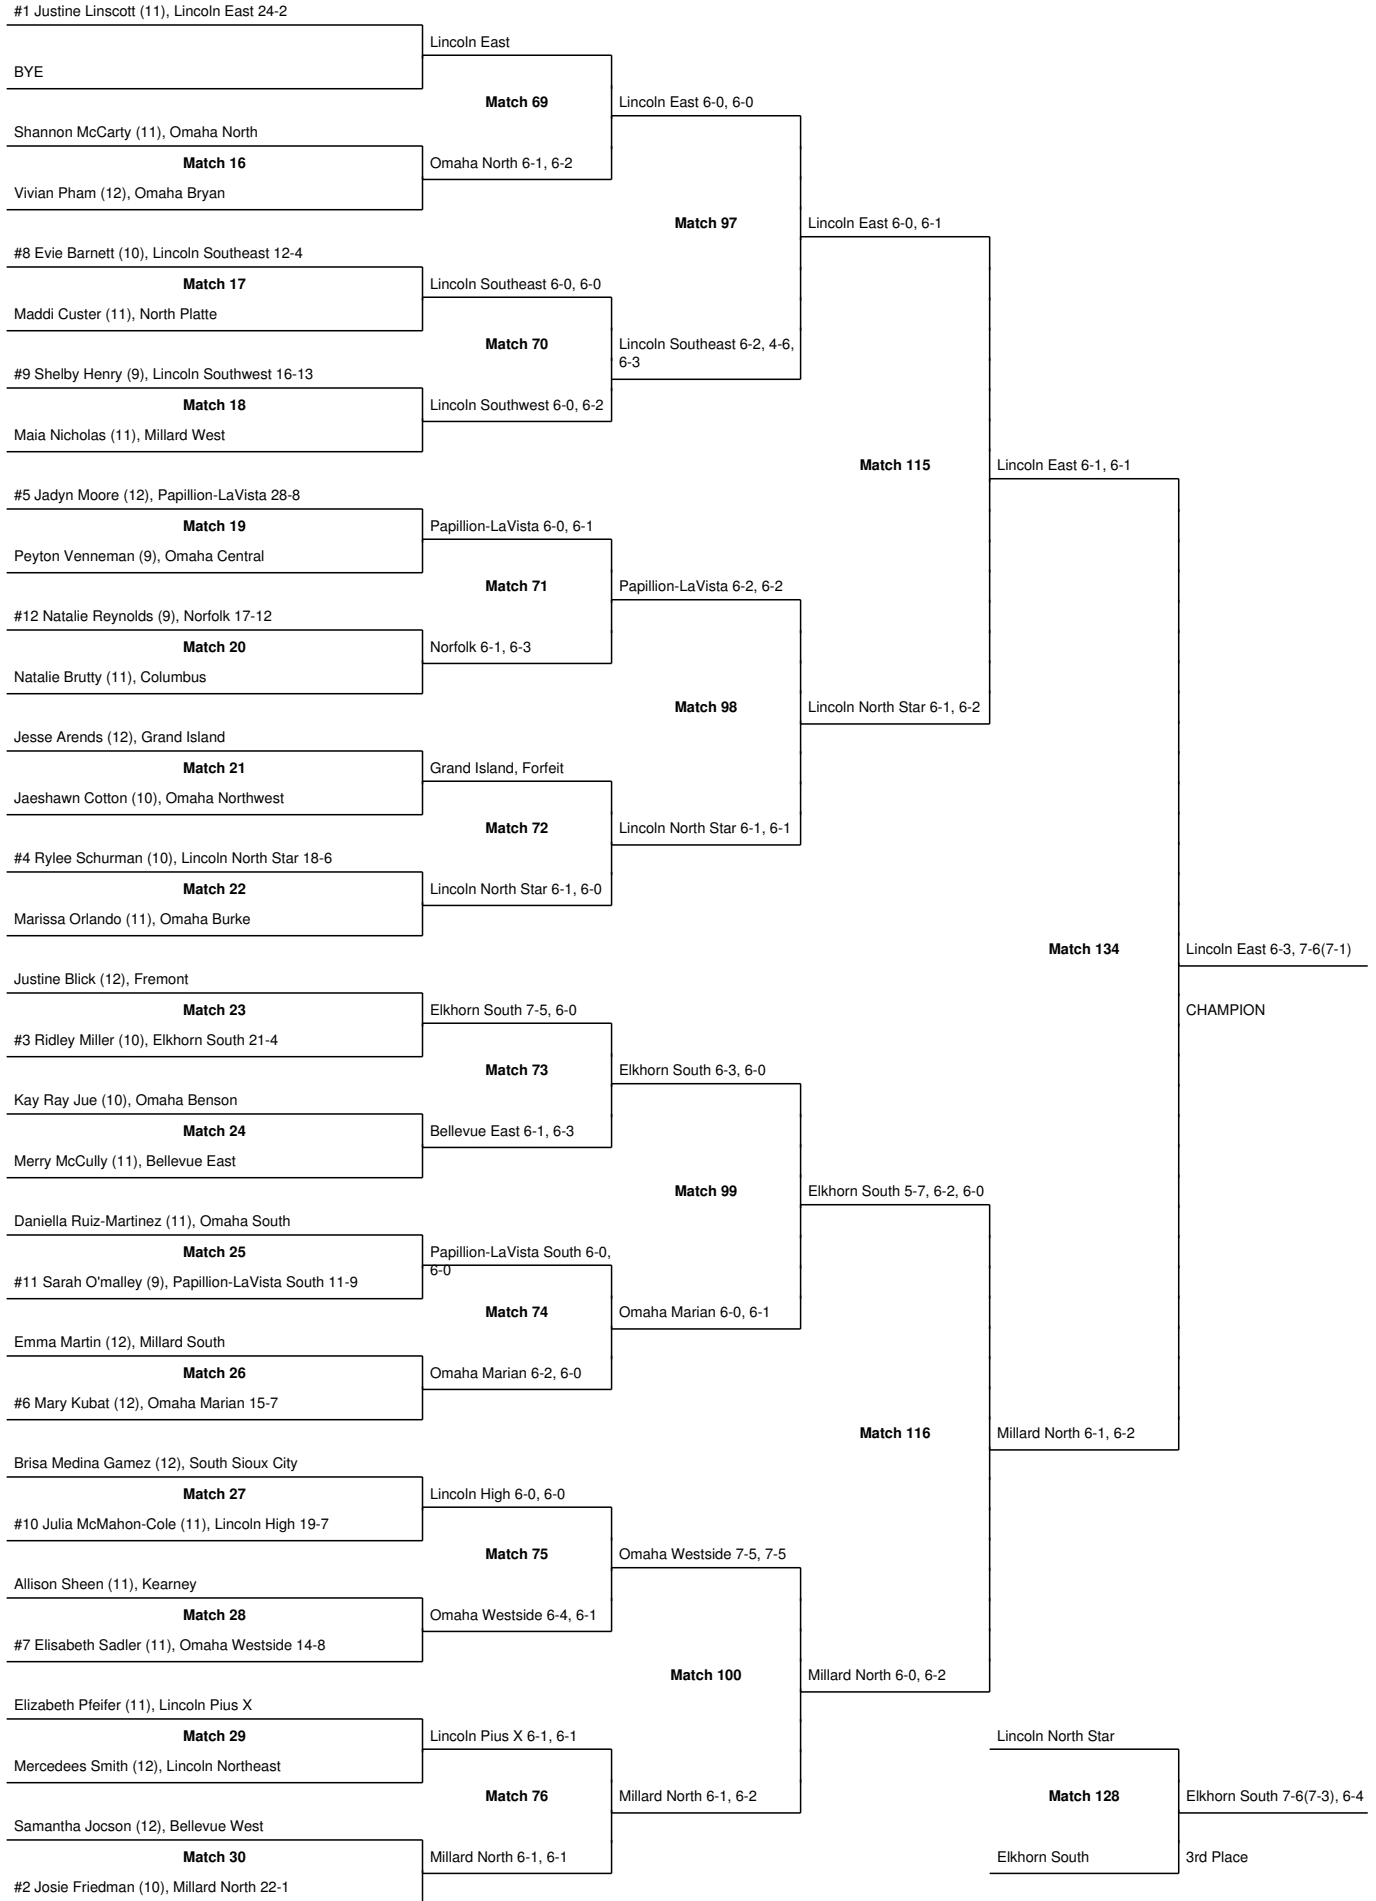 #1 Justine Linscott (11), Lincoln East 24-2
Lincoln East
BYE
Match 69
Lincoln East 6-0, 6-0
Shannon McCarty (11), Omaha North
Match 16
Omaha North 6-1, 6-2
Vivian Pham (12), Omaha Bryan
Match 97
Lincoln East 6-0, 6-1
#8 Evie Barnett (10), Lincoln Southeast 12-4
Match 17
Lincoln Southeast 6-0, 6-0
Maddi Custer (11), North Platte
Match 70
Lincoln Southeast 6-2, 4-6,
6-3
#9 Shelby Henry (9), Lincoln Southwest 16-13
Match 18
Lincoln Southwest 6-0, 6-2
Maia Nicholas (11), Millard West
Match 115
Lincoln East 6-1, 6-1
#5 Jadyn Moore (12), Papillion-LaVista 28-8
Match 19
Papillion-LaVista 6-0, 6-1
Peyton Venneman (9), Omaha Central
Match 71
Papillion-LaVista 6-2, 6-2
#12 Natalie Reynolds (9), Norfolk 17-12
Match 20
Norfolk 6-1, 6-3
Natalie Brutty (11), Columbus
Match 98
Lincoln North Star 6-1, 6-2
Jesse Arends (12), Grand Island
Match 21
Grand Island, Forfeit
Jaeshawn Cotton (10), Omaha Northwest
Match 72
Lincoln North Star 6-1, 6-1
#4 Rylee Schurman (10), Lincoln North Star 18-6
Match 22
Lincoln North Star 6-1, 6-0
Marissa Orlando (11), Omaha Burke
Match 134
Lincoln East 6-3, 7-6(7-1)
Justine Blick (12), Fremont
Match 23
Elkhorn South 7-5, 6-0
CHAMPION
#3 Ridley Miller (10), Elkhorn South 21-4
Match 73
Elkhorn South 6-3, 6-0
Kay Ray Jue (10), Omaha Benson
Match 24
Bellevue East 6-1, 6-3
Merry McCully (11), Bellevue East
Match 99
Elkhorn South 5-7, 6-2, 6-0
Daniella Ruiz-Martinez (11), Omaha South
Match 25
Papillion-LaVista South 6-0,
6-0
#11 Sarah O'malley (9), Papillion-LaVista South 11-9
Match 74
Omaha Marian 6-0, 6-1
Emma Martin (12), Millard South
Match 26
Omaha Marian 6-2, 6-0
#6 Mary Kubat (12), Omaha Marian 15-7
Match 116
Millard North 6-1, 6-2
Brisa Medina Gamez (12), South Sioux City
Match 27
Lincoln High 6-0, 6-0
#10 Julia McMahon-Cole (11), Lincoln High 19-7
Match 75
Omaha Westside 7-5, 7-5
Allison Sheen (11), Kearney
Match 28
Omaha Westside 6-4, 6-1
#7 Elisabeth Sadler (11), Omaha Westside 14-8
Match 100
Millard North 6-0, 6-2
Elizabeth Pfeifer (11), Lincoln Pius X
Match 29
Lincoln Pius X 6-1, 6-1
Lincoln North Star
Mercedees Smith (12), Lincoln Northeast
Match 76
Millard North 6-1, 6-2
Match 128
Elkhorn South 7-6(7-3), 6-4
Samantha Jocson (12), Bellevue West
Match 30
Millard North 6-1, 6-1
Elkhorn South
3rd Place
#2 Josie Friedman (10), Millard North 22-1